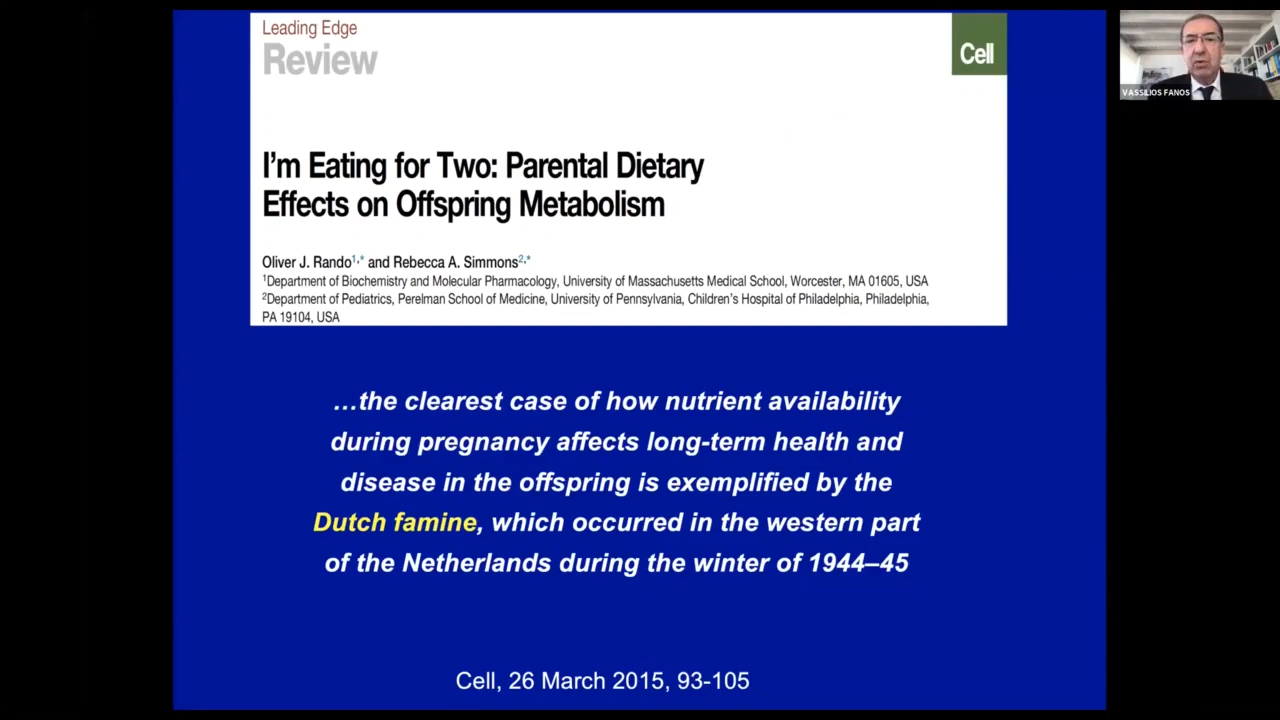 Leading Edge
Review
Cell
VASSILIOS FANOS
I'm Eating for Two: Parental Dietary
Effects on Offspring Metabolism
Oliver J. Rando1,* and Rebecca A. Simmons2,*
1Department of Biochemistry and Molecular Pharmacology, University of Massachusetts Medical School, Worcester, MA 01605, USA
2Department of Pediatrics, Perelman School of Medicine, University of Pennsylvania, Children's Hospital of Philadelphia, Philadelphia,
PA 19104, USA
…the clearest case of how nutrient availability
during pregnancy affects long-term health and
disease in the offspring is exemplified by the
Dutch famine, which occurred in the western part
of the Netherlands during the winter of 1944–45
Cell, 26 March 2015, 93-105